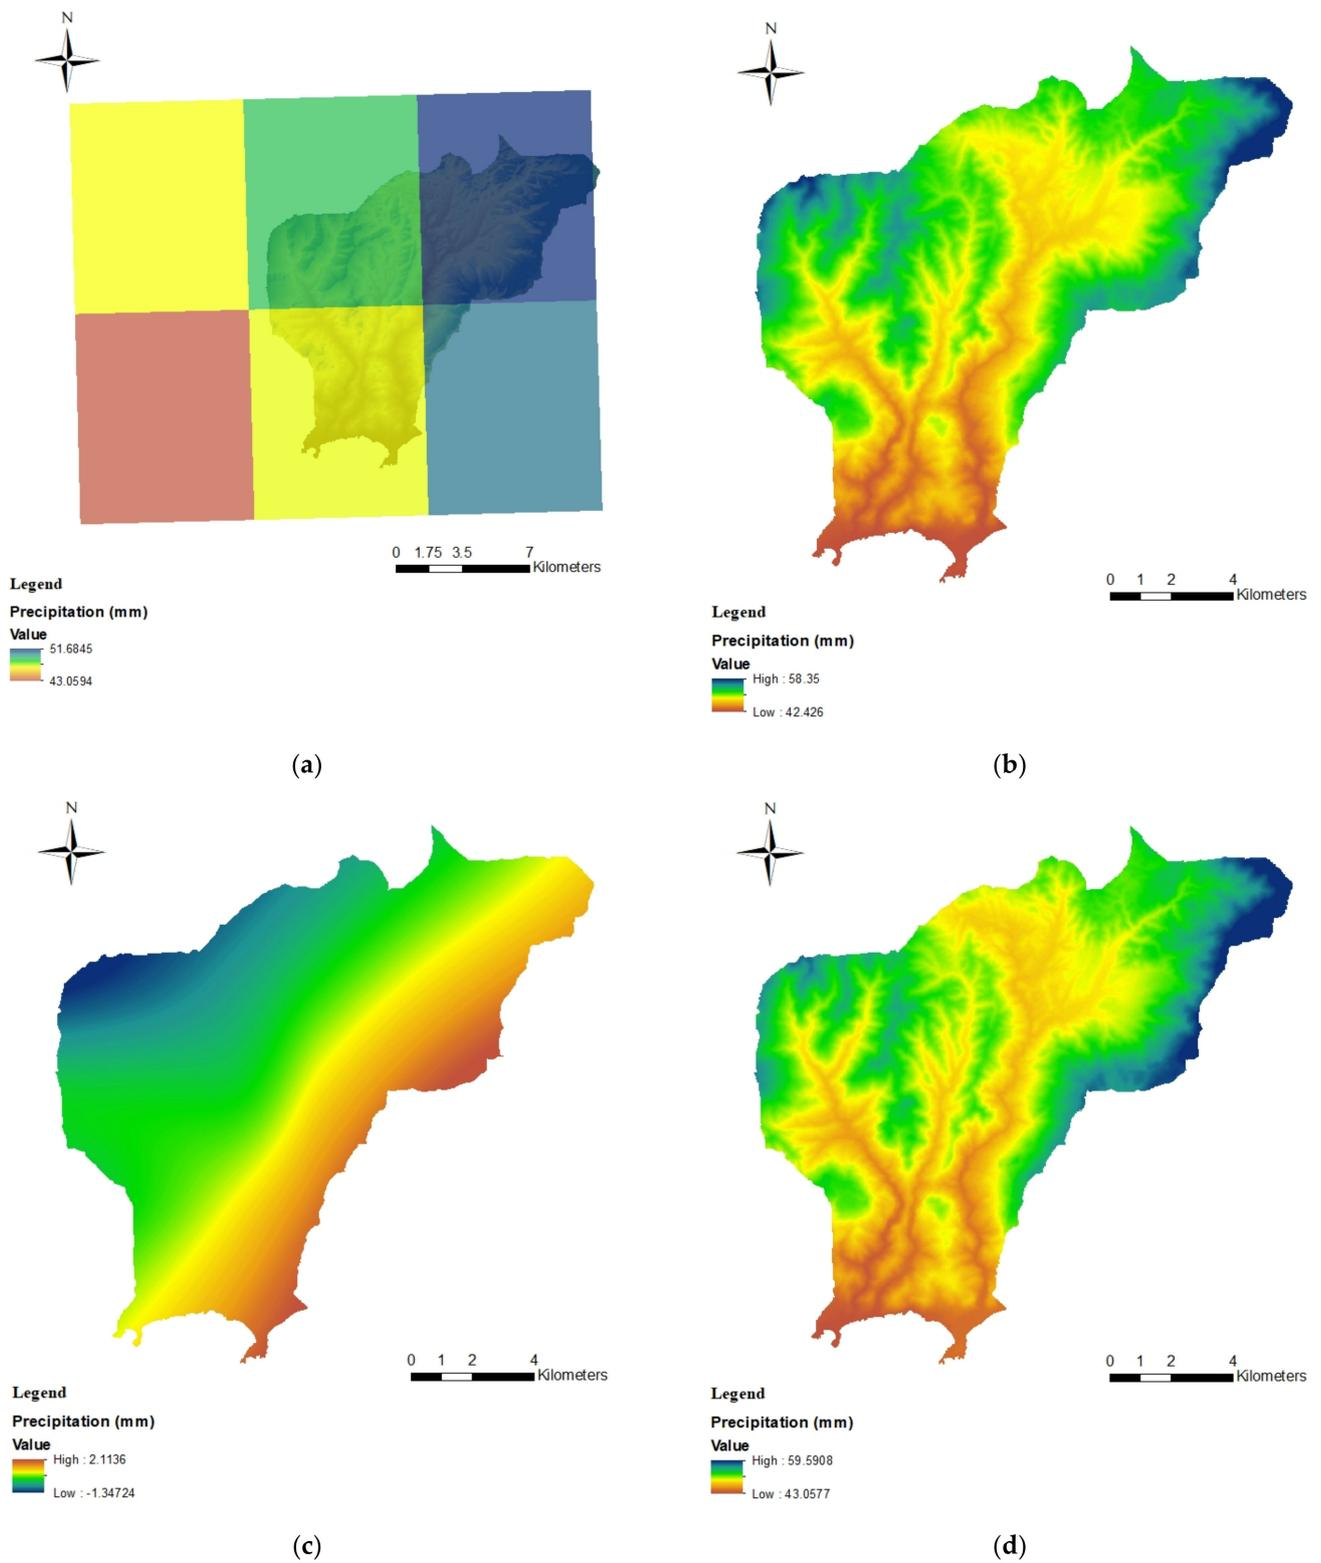 N
0 1.75 3.5 7
Kilometers
Legend
Precipitation (mm)
Value
51.6845
43.0594
(a)
N
0 1 2 4
Kilometers
Legend
Precipitation (mm)
Value
High : 58.35
Low : 42.426
(b)
N
0 1 2 4
Kilometers
Legend
Precipitation (mm)
Value
High : 2.1136
Low : -1.34724
(c)
N
0 1 2 4
Kilometers
Legend
Precipitation (mm)
Value
High : 59.5908
Low : 43.0577
(d)